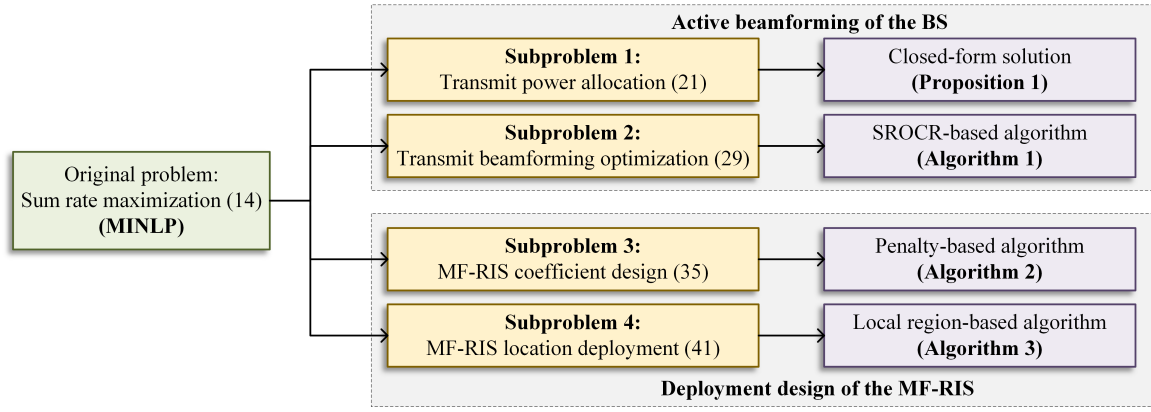 Active beamforming of the BS
Subproblem 1:
Transmit power allocation (21)
Closed-form solution
(Proposition 1)
Subproblem 2:
Transmit beamforming optimization (29)
SROCR-based algorithm
(Algorithm 1)
Original problem:
Sum rate maximization (14)
(MINLP)
Subproblem 3:
MF-RIS coefficient design (35)
Penalty-based algorithm
(Algorithm 2)
Subproblem 4:
MF-RIS location deployment (41)
Local region-based algorithm
(Algorithm 3)
Deployment design of the MF-RIS